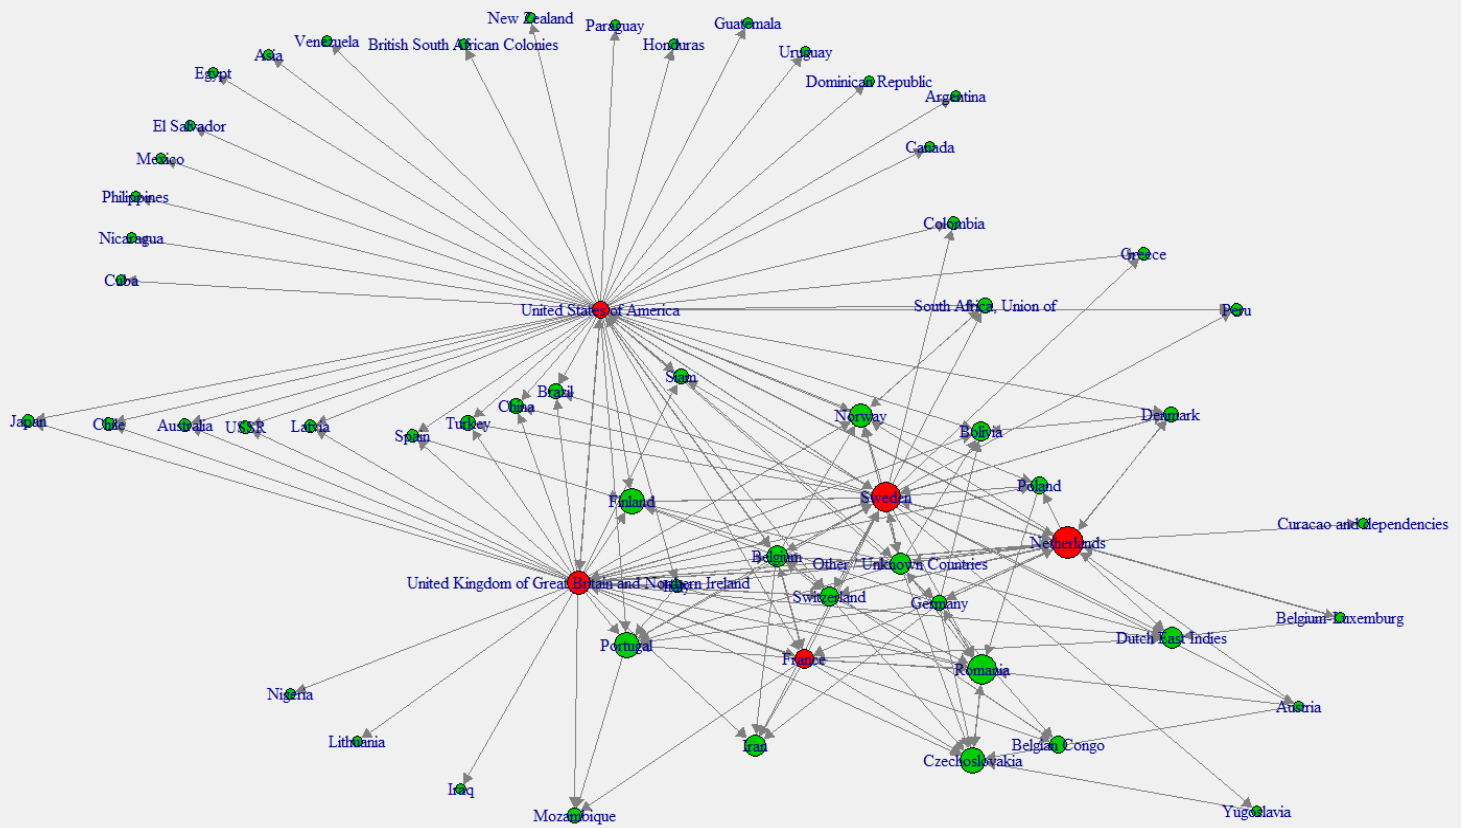 New Zealand
Paraguay
Guatemala
Venezuela
British South African Colonies
Honduras
Uruguay
Asia
Egypt
Dominican Republic
Argentina
El Salvador
Mexico
Canada
Philippines
Colombia
Nicaragua
Greece
Cuba
United States of America
South Africa, Union of
Peru
Siam
Brazil
China
Norway
Denmark
Japan
Chile
Australia
USSR
Latvia
Turkey
Spain
Bolivia
Poland
Finland
Sweden
Curacao and dependencies
Netherlands
Belgium
Other
Unknown Countries
United Kingdom of Great Britain and Northern Ireland
Italy
Switzerland
Germany
Belgium-Luxemburg
Dutch East Indies
Portugal
France
Romania
Nigeria
Austria
Lithuania
Iran
Belgian Congo
Czechoslovakia
Iraq
Mozambique
Yugoslavia